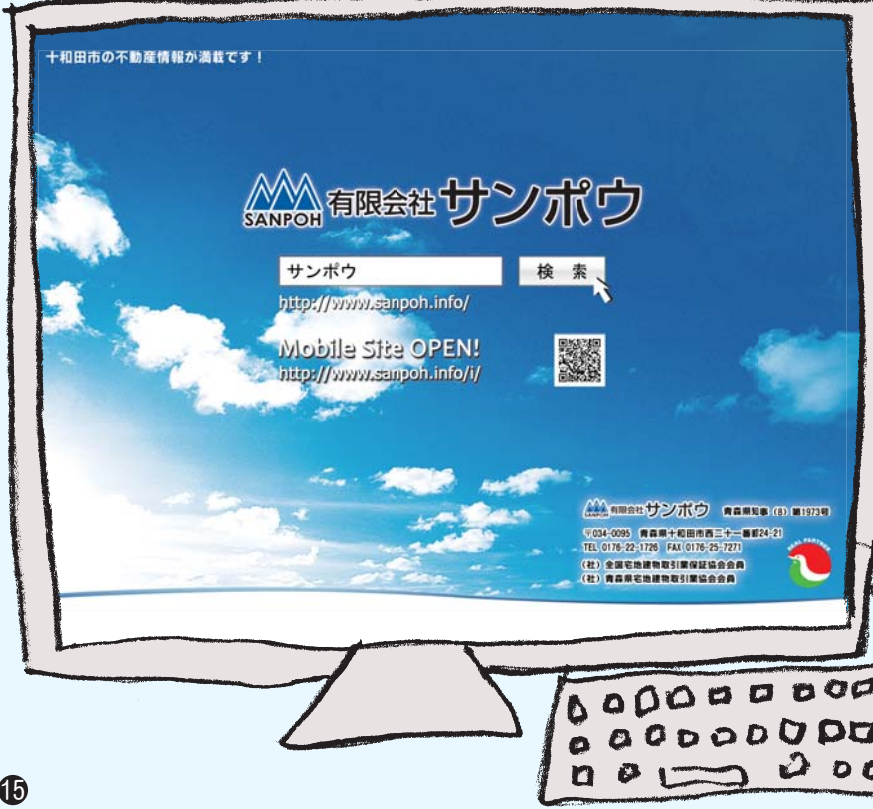 十和田市の不動産情報が満載です！
SANPOH 有限会社サンポウ
サンポウ 検 索
http://www.sanpoh.info/
Mobile Site OPEN!
http://www.sanpoh.info/i/
SANPOH 有限会社サンポウ 青森県知事（8）第1973号
〒034-0095 青森県十和田市西二十一番町24-21
TEL 0176-22-1726 FAX 0176-25-7271
（社）全国宅地建物取引業保証協会会員
（社）青森県宅地建物取引業協会会員
REAL PARTNER
15